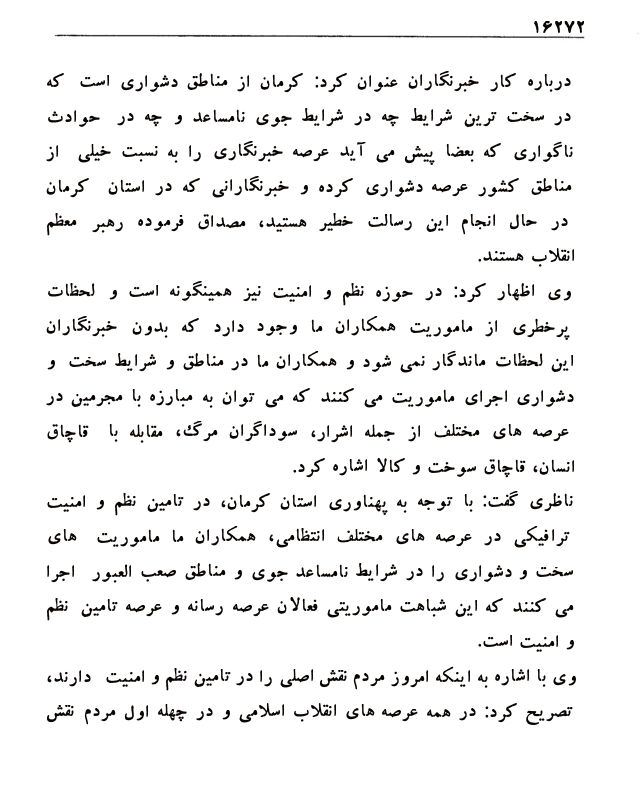 ۱۶۲۷۲
درباره کار خبرنگاران عنوان کرد: کرمان از مناطق دشواری است که
در سخت ترین شرایط چه در شرایط جوی نامساعد و چه در حوادث
ناگواری که بعضا پیش می آید عرصه خبرنگاری را به نسبت خیلی از
مناطق کشور عرصه دشواری کرده و خبرنگارانی که در استان کرمان
در حال انجام این رسالت خطیر هستید، مصداق فرموده رهبر معظم
انقلاب هستند.
وی اظهار کرد: در حوزه نظم و امنیت نیز همینگونه است و لحظات
پرخطری از ماموریت همکاران ما وجود دارد که بدون خبرنگاران
این لحظات ماندگار نمی شود و همکاران ما در مناطق و شرایط سخت و
دشواری اجرای ماموریت می کنند که می توان به مبارزه با مجرمین در
عرصه های مختلف از جمله اشرار، سوداگران مرگ، مقابله با قاچاق
انسان، قاچاق سوخت و کالا اشاره کرد.
ناظری گفت: با توجه به پهناوری استان کرمان، در تامین نظم و امنیت
ترافیکی در عرصه های مختلف انتظامی، همکاران ما ماموریت های
سخت و دشواری را در شرایط نامساعد جوی و مناطق صعب العبور اجرا
می کنند که این شباهت ماموریتی فعالان عرصه رسانه و عرصه تامین نظم
و امنیت است.
وی با اشاره به اینکه امروز مردم نقش اصلی را در تامین نظم و امنیت دارند،
تصریح کرد: در همه عرصه های انقلاب اسلامی و در چهله اول مردم نقش